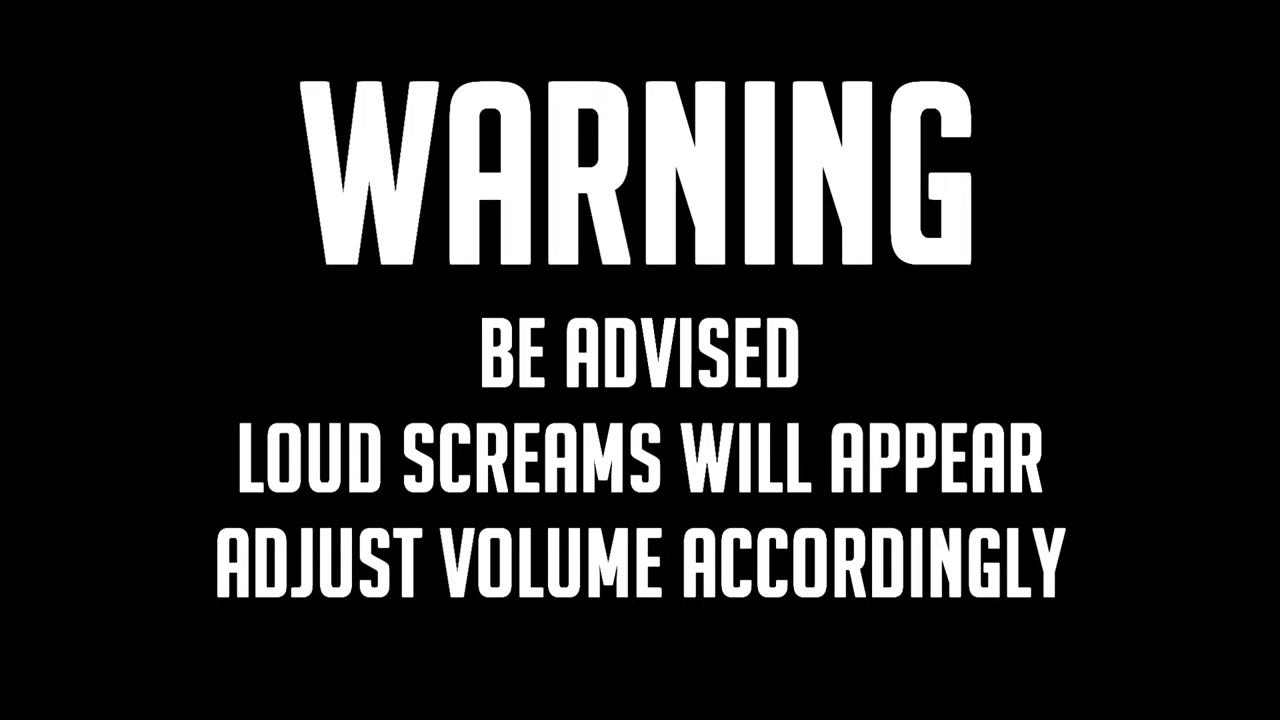 WARNING
BE ADVISED
LOUD SCREAMS WILL APPEAR
ADJUST VOLUME ACCORDINGLY